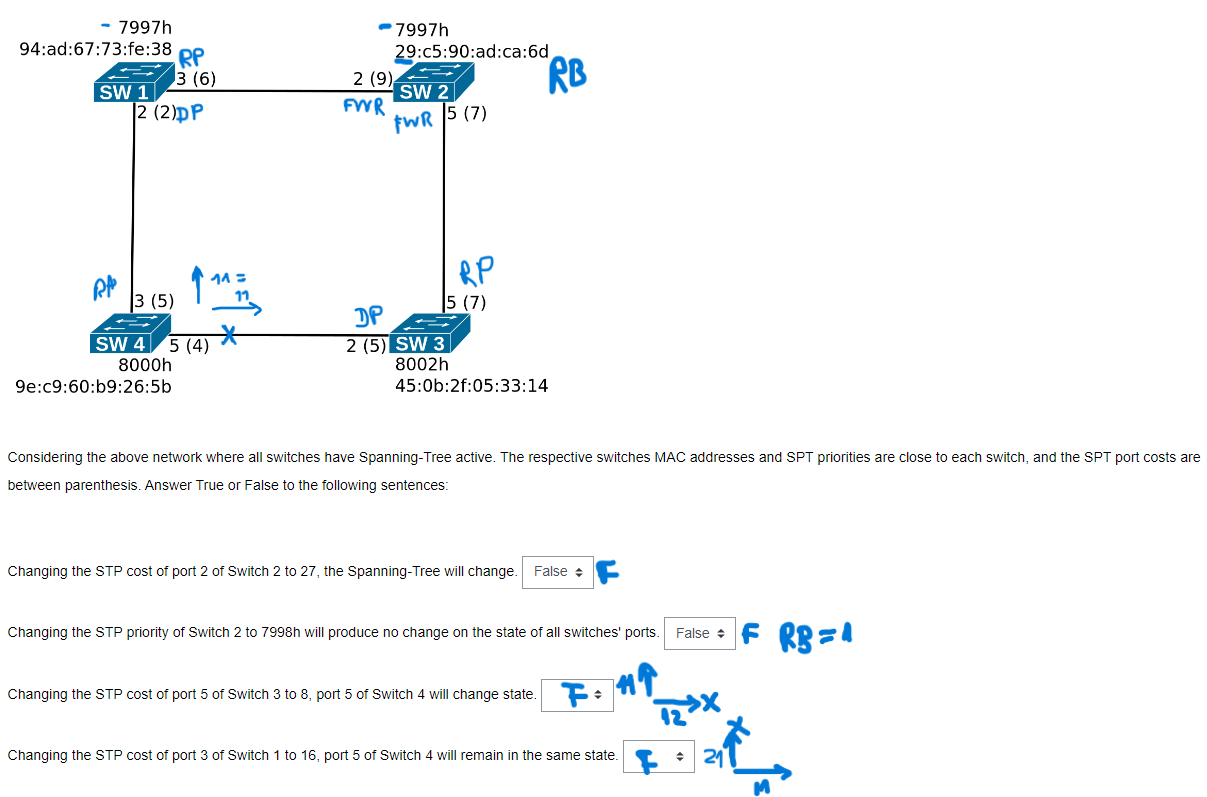 - 7997h
94:ad:67:73:fe:38
RP
3 (6)
SW 1
2 (2)
DP
- 7997h
29:c5:90:ad:ca:6d
RB
2 (9)
SW 2
FWR
FWR
5 (7)
RP
3 (5)
11 =
11
RP
5 (7)
DP
SW 4
5 (4)
X
2 (5)
SW 3
8000h
9e:c9:60:b9:26:5b
8002h
45:0b:2f:05:33:14
Considering the above network where all switches have Spanning-Tree active. The respective switches MAC addresses and SPT priorities are close to each switch, and the SPT port costs are
between parenthesis. Answer True or False to the following sentences:
Changing the STP cost of port 2 of Switch 2 to 27, the Spanning-Tree will change. False F
Changing the STP priority of Switch 2 to 7998h will produce no change on the state of all switches' ports. False F RB = 1
Changing the STP cost of port 5 of Switch 3 to 8, port 5 of Switch 4 will change state. F 11
12 X
Changing the STP cost of port 3 of Switch 1 to 16, port 5 of Switch 4 will remain in the same state. F 21 X
11